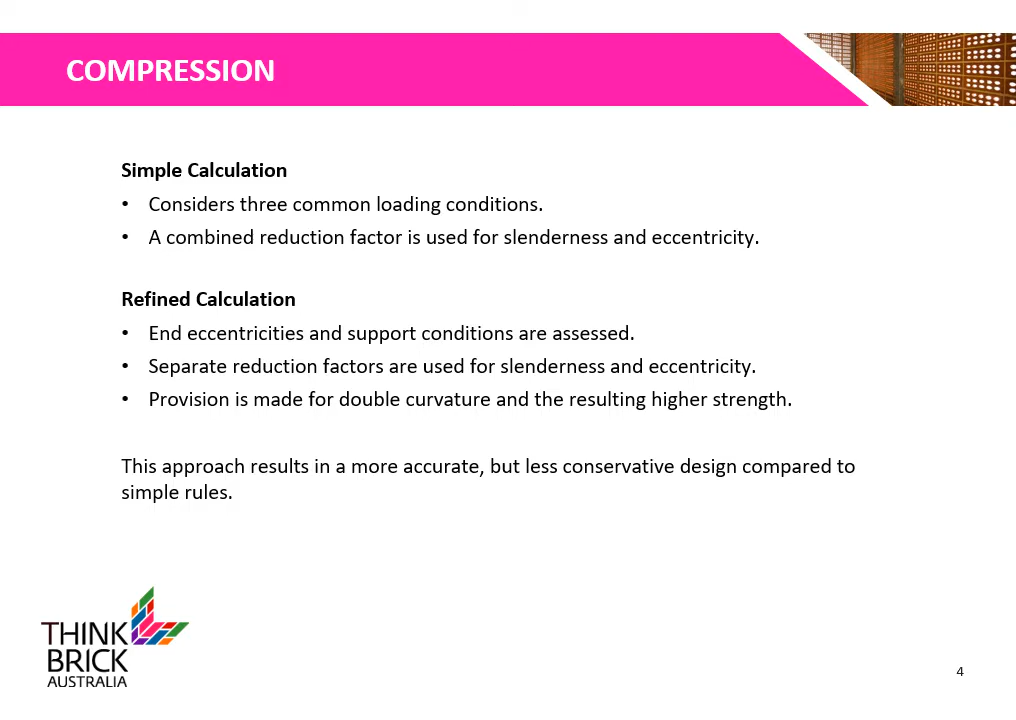 COMPRESSION
Simple Calculation
• Considers three common loading conditions.
• A combined reduction factor is used for slenderness and eccentricity.
Refined Calculation
• End eccentricities and support conditions are assessed.
• Separate reduction factors are used for slenderness and eccentricity.
• Provision is made for double curvature and the resulting higher strength.
This approach results in a more accurate, but less conservative design compared to
simple rules.
THINK
BRICK
AUSTRALIA
4